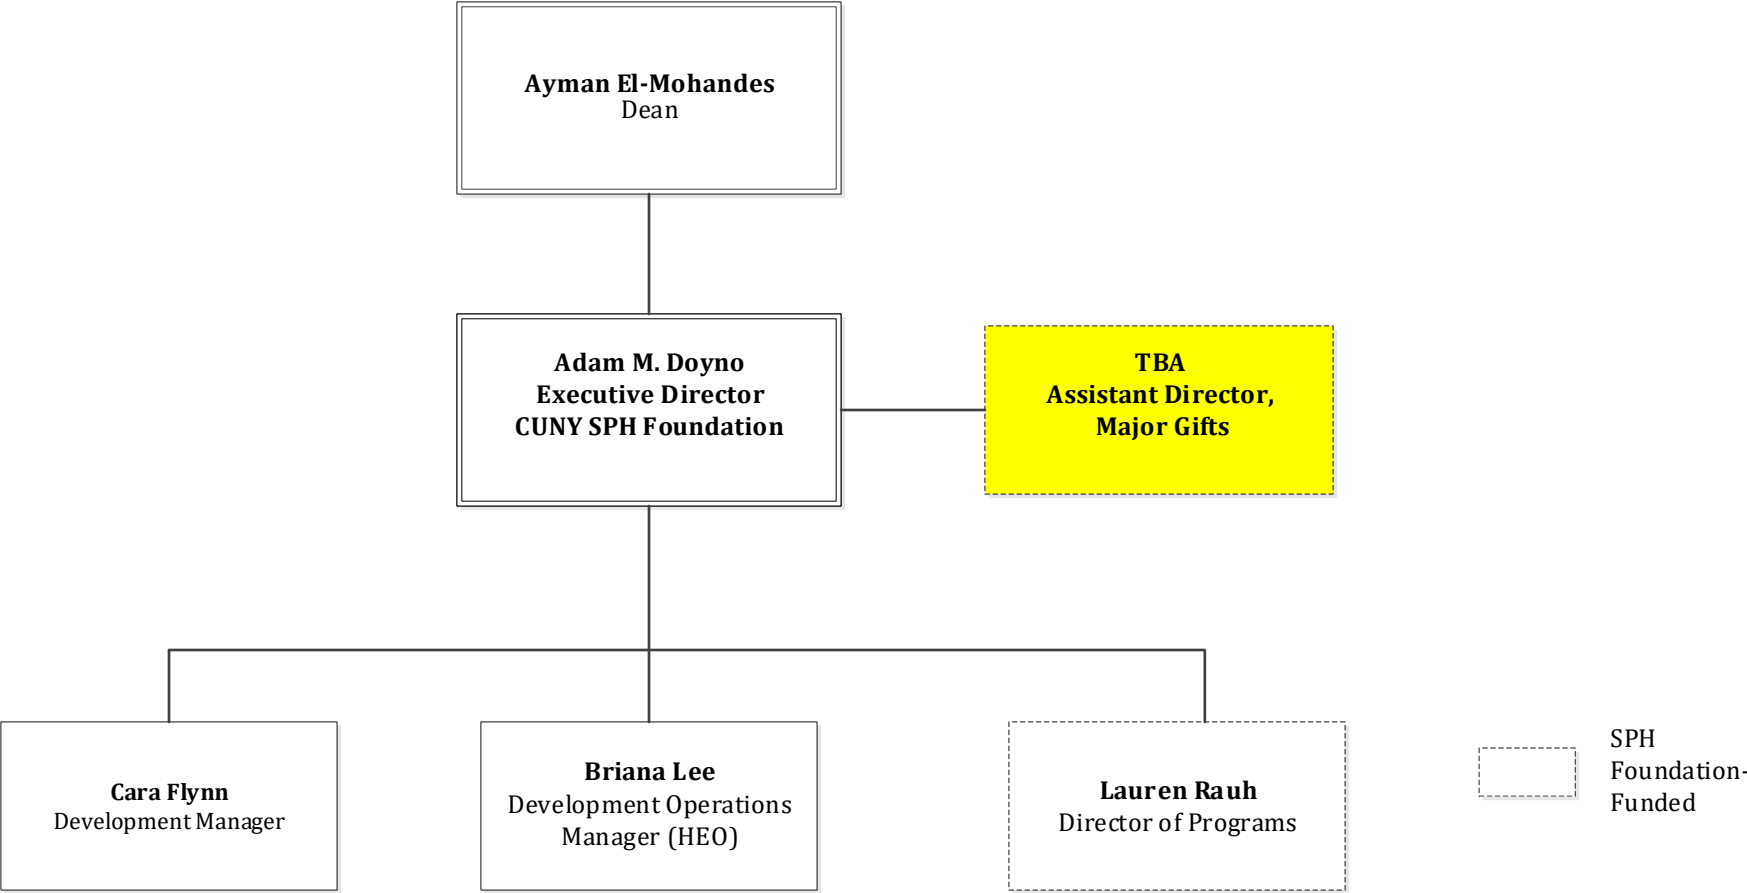 Ayman El-Mohandes
Dean
Adam M. Doyno
Executive Director
CUNY SPH Foundation
TBA
Assistant Director,
Major Gifts
Cara Flynn
Development Manager
Briana Lee
Development Operations
Manager (HEO)
Lauren Rauh
Director of Programs
SPH
Foundation-
Funded